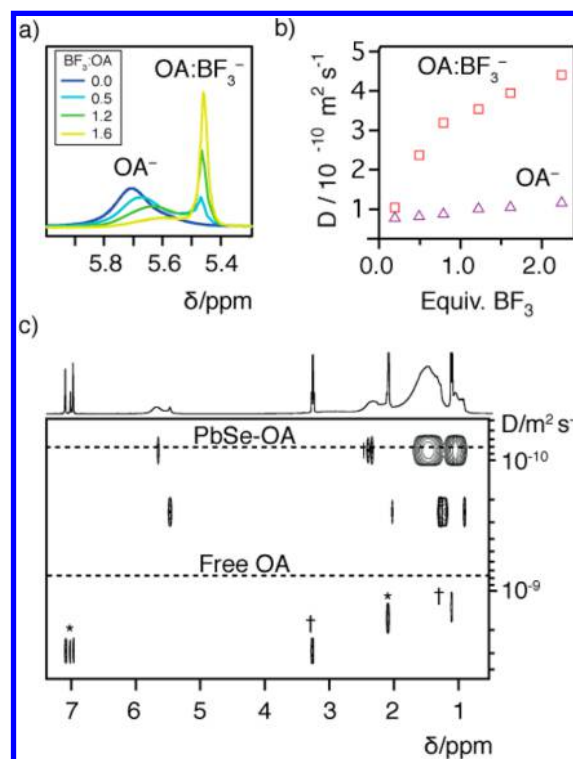 a)
BF₃:OA
0.0
0.5
1.2
1.6
OA:BF₃⁻
OA⁻
5.8 5.6 5.4
δ/ppm
b)
D / 10⁻¹⁰ m² s⁻¹
5
4
3
2
1
OA:BF₃⁻
OA⁻
0.0 1.0 2.0
Equiv. BF₃
c)
D/m² s⁻
PbSe-OA
10⁻¹⁰
Free OA
10⁻⁹
*
†
*
†
7 6 5 4 3 2 1
δ/ppm